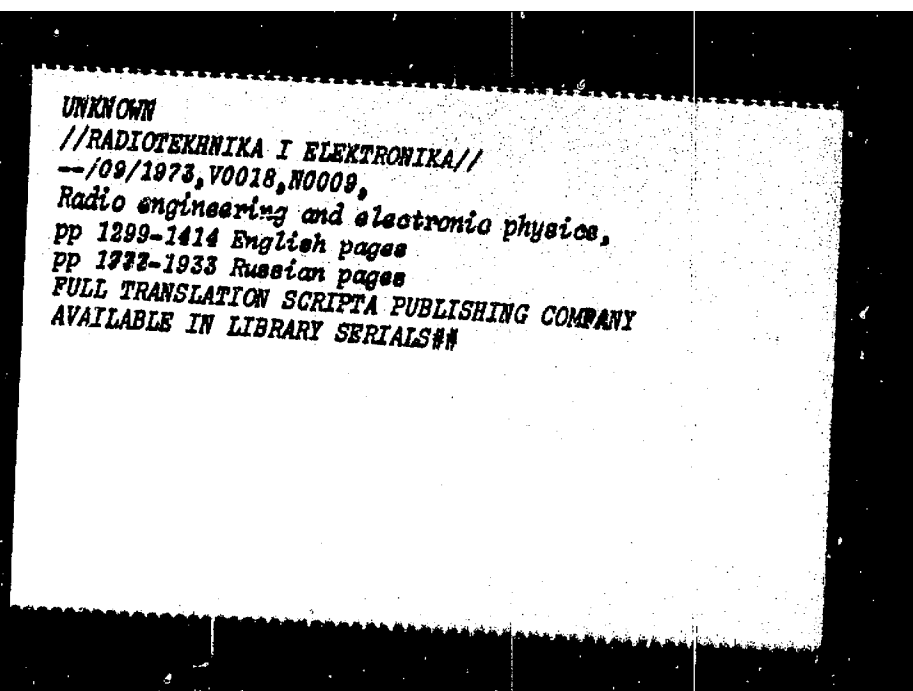 UNKNOWN
//RADIOTEKHNIKA I ELEKTRONIKA//
--/09/1973,V0018,N0009,
Radio engineering and electronic physics,
pp 1299-1414 English pages
pp -1933 Russian pages
FULL TRANSLATION SCRIPTA PUBLISHING COMPANY
AVAILABLE IN LIBRARY SERIALS##